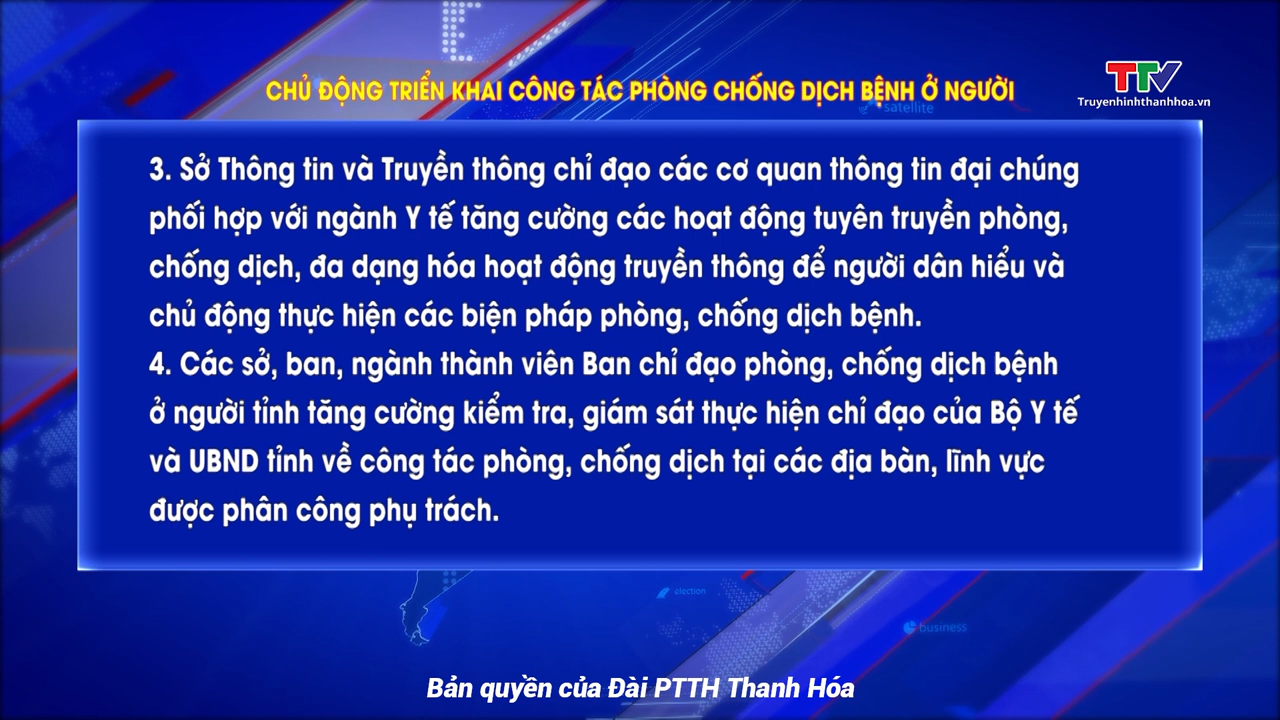 CHỦ ĐỘNG TRIỂN KHAI CÔNG TÁC PHÒNG CHỐNG DỊCH BỆNH Ở NGƯỜI
TTV
Truyenhinhthanhhoa.vn
satellite
3. Sở Thông tin và Truyền thông chỉ đạo các cơ quan thông tin đại chúng
phối hợp với ngành Y tế tăng cường các hoạt động tuyên truyền phòng,
chống dịch, đa dạng hóa hoạt động truyền thông để người dân hiểu và
chủ động thực hiện các biện pháp phòng, chống dịch bệnh.
4. Các sở, ban, ngành thành viên Ban chỉ đạo phòng, chống dịch bệnh
ở người tỉnh tăng cường kiểm tra, giám sát thực hiện chỉ đạo của Bộ Y tế
và UBND tỉnh về công tác phòng, chống dịch tại các địa bàn, lĩnh vực
được phân công phụ trách.
election
business
Bản quyền của Đài PTTH Thanh Hóa